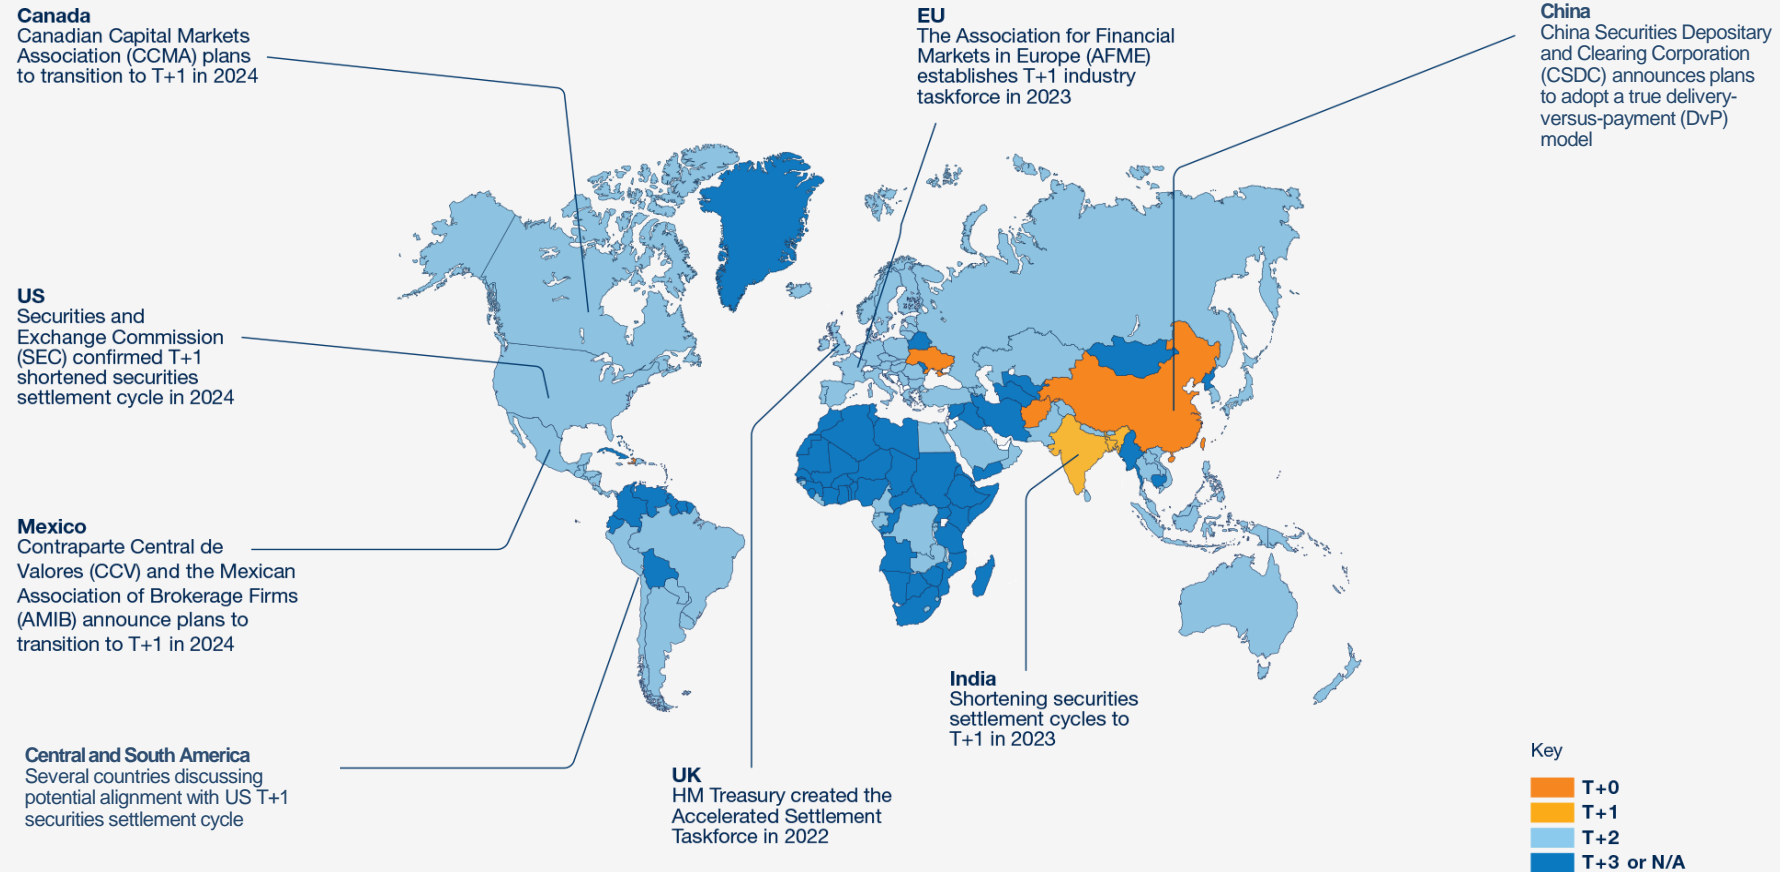 Canada
Canadian Capital Markets
Association (CCMA) plans
to transition to T+1 in 2024
EU
The Association for Financial
Markets in Europe (AFME)
establishes T+1 industry
taskforce in 2023
China
China Securities Depositary
and Clearing Corporation
(CSDC) announces plans
to adopt a true delivery-
versus-payment (DvP)
model
US
Securities and
Exchange Commission
(SEC) confirmed T+1
shortened securities
settlement cycle in 2024
Mexico
Contraparte Central de
Valores (CCV) and the Mexican
Association of Brokerage Firms
(AMIB) announce plans to
transition to T+1 in 2024
Central and South America
Several countries discussing
potential alignment with US T+1
securities settlement cycle
UK
HM Treasury created the
Accelerated Settlement
Taskforce in 2022
India
Shortening securities
settlement cycles to
T+1 in 2023
Key
T+0
T+1
T+2
T+3 or N/A